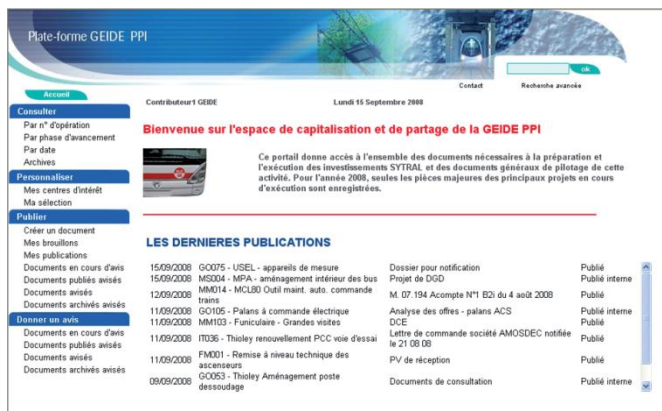 Plate-forme GEIDE PPI
ok
Contact
Recherche avancée
Accueil
Contributeur1 GEIDE
Lundi 15 Septembre 2008
Consulter
Par n° d'opération
Par phase d'avancement
Par date
Archives
Personnaliser
Mes centres d'intérêt
Ma sélection
Publier
Créer un document
Mes brouillons
Mes publications
Documents en cours d'avis
Documents publiés avisés
Documents avisés
Documents archivés avisés
Donner un avis
Documents en cours d'avis
Documents publiés avisés
Documents avisés
Documents archivés avisés
Bienvenue sur l'espace de capitalisation et de partage de la GEIDE PPI
Ce portail donne accès à l'ensemble des documents nécessaires à la préparation et
l'exécution des investissements SYTRAL et des documents généraux de pilotage de cette
activité. Pour l'année 2008, seules les pièces majeures des principaux projets en cours
d'exécution sont enregistrées.
LES DERNIERES PUBLICATIONS
15/09/2008 GO075 - USEL - appareils de mesure Dossier pour notification Publié
15/09/2008 MS004 - MPA - aménagement intérieur des bus Projet de DGD Publié interne
12/09/2008 MM014 - MCL80 Outil maint. auto. commande M. 07.194 Acompte N°1 B2i du 4 août 2008 Publié
trains
11/09/2008 GO105 - Palans à commande électrique Analyse des offres - palans ACS Publié interne
11/09/2008 MM103 - Funiculaire - Grandes visites DCE Publié
11/09/2008 IT036 - Thioley renouvellement PCC voie d'essai Lettre de commande société AMOSDEC notifiée Publié
le 21 08 08
11/09/2008 FM001 - Remise à niveau technique des PV de réception Publié
ascenseurs
09/09/2008 GO053 - Thioley Aménagement poste Documents de consultation Publié interne
dessoudage